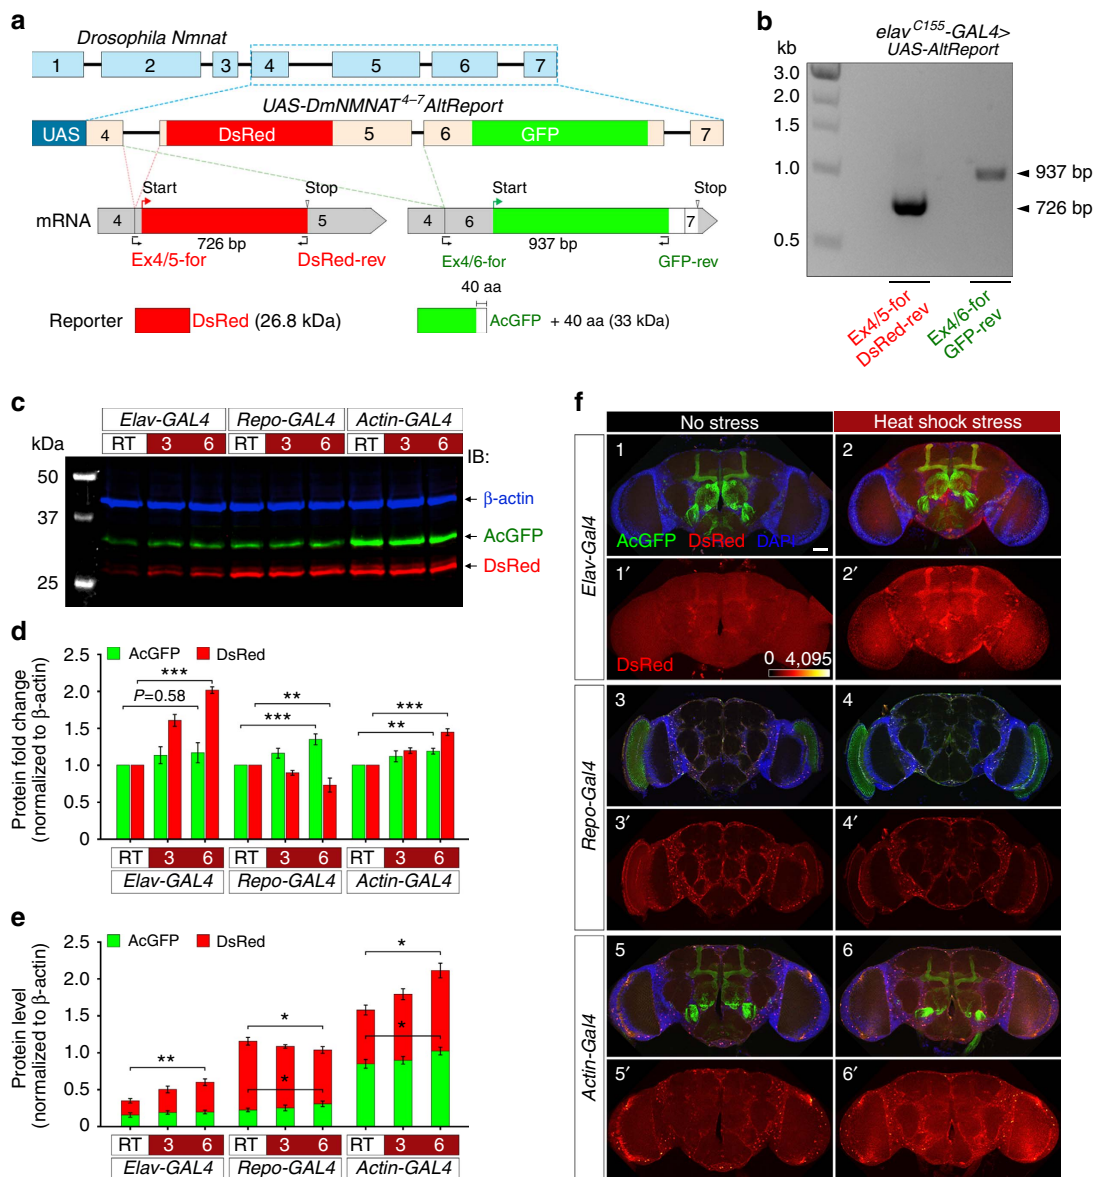 a
Drosophila Nmnat
1 2 3 4 5 6 7
UAS-DmNMNAT4–7AltReport
UAS 4 DsRed 5 6 GFP 7
Start Stop Start Stop
mRNA 4 5 4 6 7
726 bp 937 bp
Ex4/5-for DsRed-rev Ex4/6-for GFP-rev
40 aa
Reporter DsRed (26.8 kDa) AcGFP + 40 aa (33 kDa)
b
elavC155-GAL4>
UAS-AltReport
kb
3.0
2.0
1.5
1.0
0.5
937 bp
726 bp
Ex4/5-for
DsRed-rev
Ex4/6-for
GFP-rev
c
Elav-GAL4 Repo-GAL4 Actin-GAL4
kDa RT 3 6 RT 3 6 RT 3 6
IB:
50
37
25
β-actin
AcGFP
DsRed
d
AcGFP DsRed
Protein fold change
(normalized to β-actin)
2.5
2.0
1.5
1.0
0.5
0
***
P=0.58
**
***
***
**
RT 3 6 RT 3 6 RT 3 6
Elav-GAL4 Repo-GAL4 Actin-GAL4
e
AcGFP DsRed
Protein level
(normalized to β-actin)
2.5
2.0
1.5
1.0
0.5
0
**
*
*
*
*
RT 3 6 RT 3 6 RT 3 6
Elav-GAL4 Repo-GAL4 Actin-GAL4
f
No stress Heat shock stress
Elav-Gal4
1 2
AcGFP DsRed DAPI
1′ 2′
DsRed
0 4,095
Repo-Gal4
3 4
3′ 4′
Actin-Gal4
5 6
5′ 6′